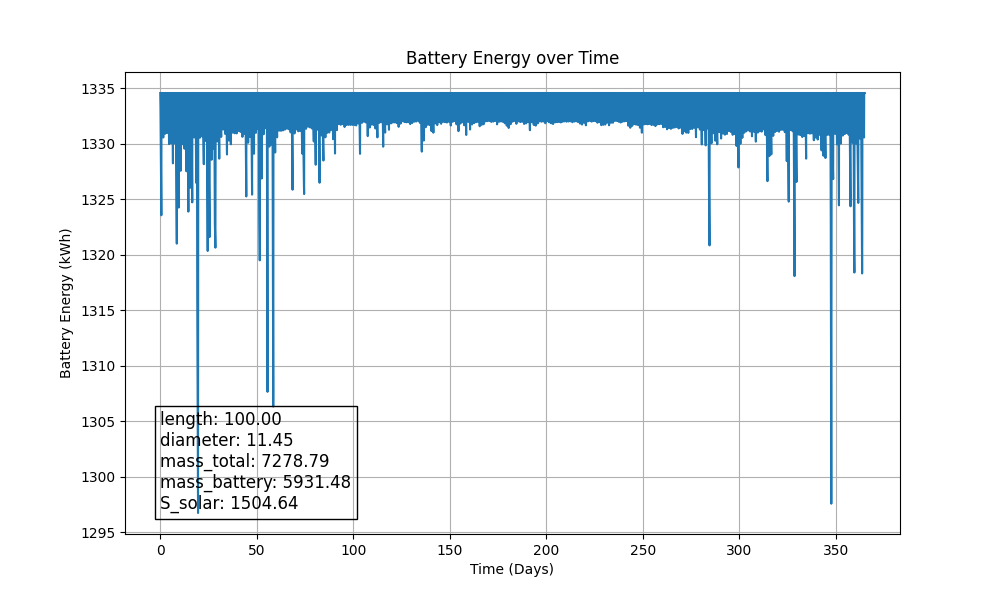 Battery Energy over Time
Battery Energy (kWh)
1335
1330
1325
1320
1315
1310
1305
1300
1295
length: 100.00
diameter: 11.45
mass_total: 7278.79
mass_battery: 5931.48
S_solar: 1504.64
0 50 100 150 200 250 300 350
Time (Days)